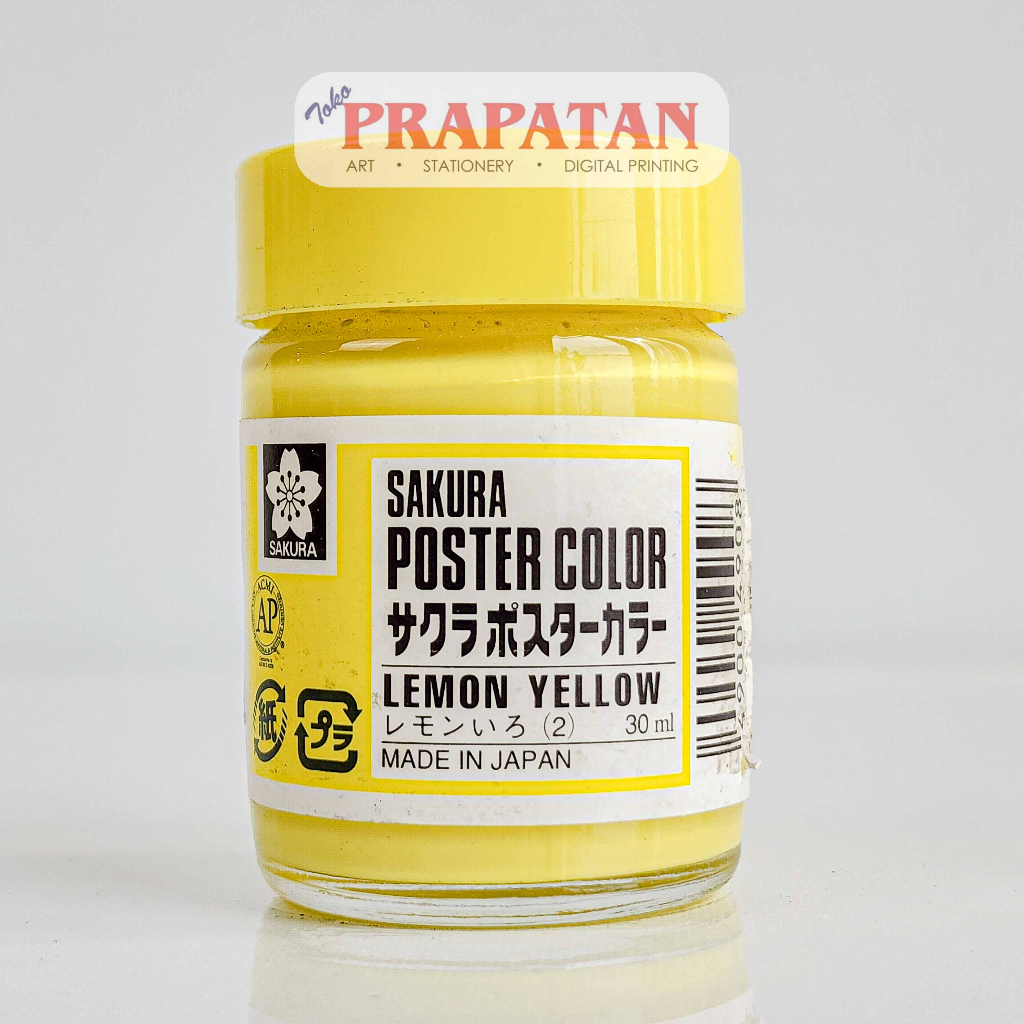 Toko
PRAPATAN
ART • STATIONERY • DIGITAL PRINTING
SAKURA
SAKURA
POSTER COLOR
サクラポスターカラー
LEMON YELLOW
レモンいろ (2) 30 ml
MADE IN JAPAN
ACMI
AP
紙
プラ